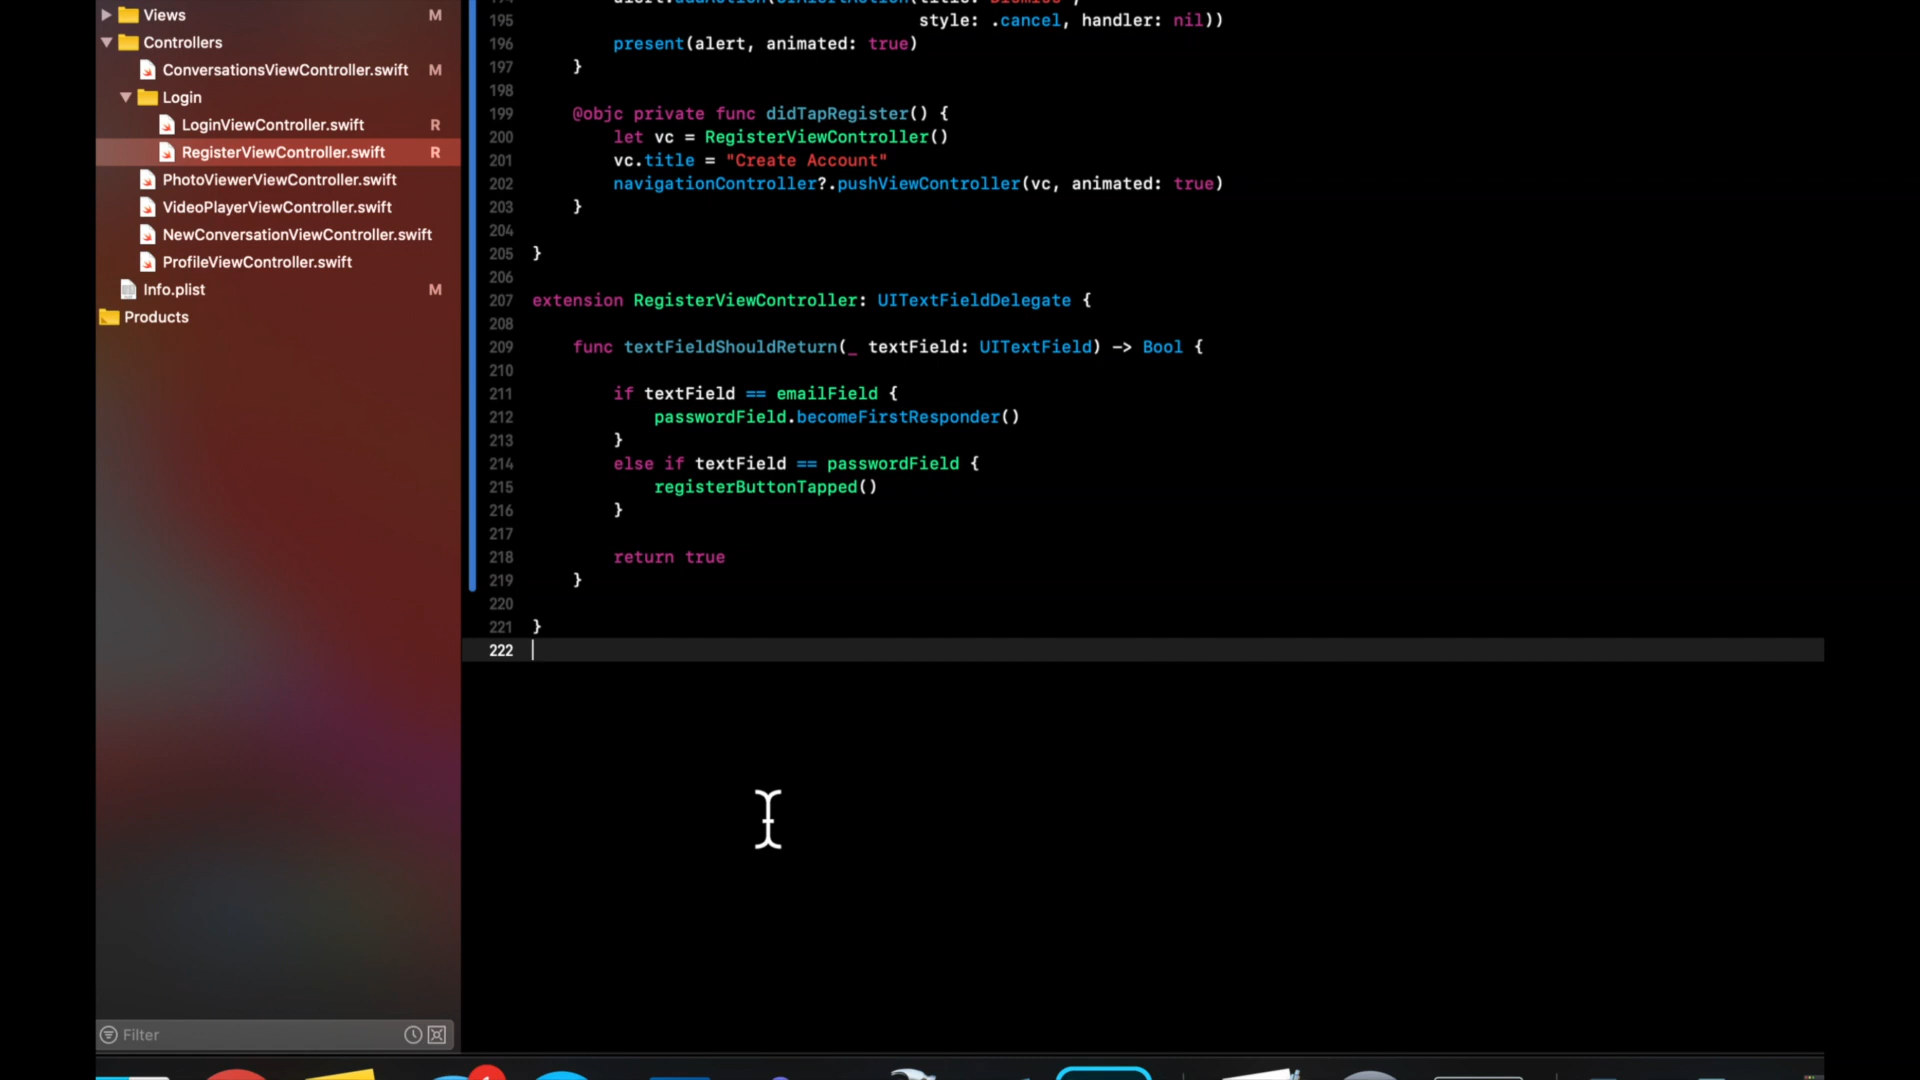 Views M
Controllers
ConversationsViewController.swift M
Login
LoginViewController.swift R
RegisterViewController.swift R
PhotoViewerViewController.swift
VideoPlayerViewController.swift
NewConversationViewController.swift
ProfileViewController.swift
Info.plist M
Products
Filter
195 style: .cancel, handler: nil))
196 present(alert, animated: true)
197 }
198
199 @objc private func didTapRegister() {
200 let vc = RegisterViewController()
201 vc.title = "Create Account"
202 navigationController?.pushViewController(vc, animated: true)
203 }
204
205 }
206
207 extension RegisterViewController: UITextFieldDelegate {
208
209 func textFieldShouldReturn(_ textField: UITextField) -> Bool {
210
211 if textField == emailField {
212 passwordField.becomeFirstResponder()
213 }
214 else if textField == passwordField {
215 registerButtonTapped()
216 }
217
218 return true
219 }
220
221 }
222